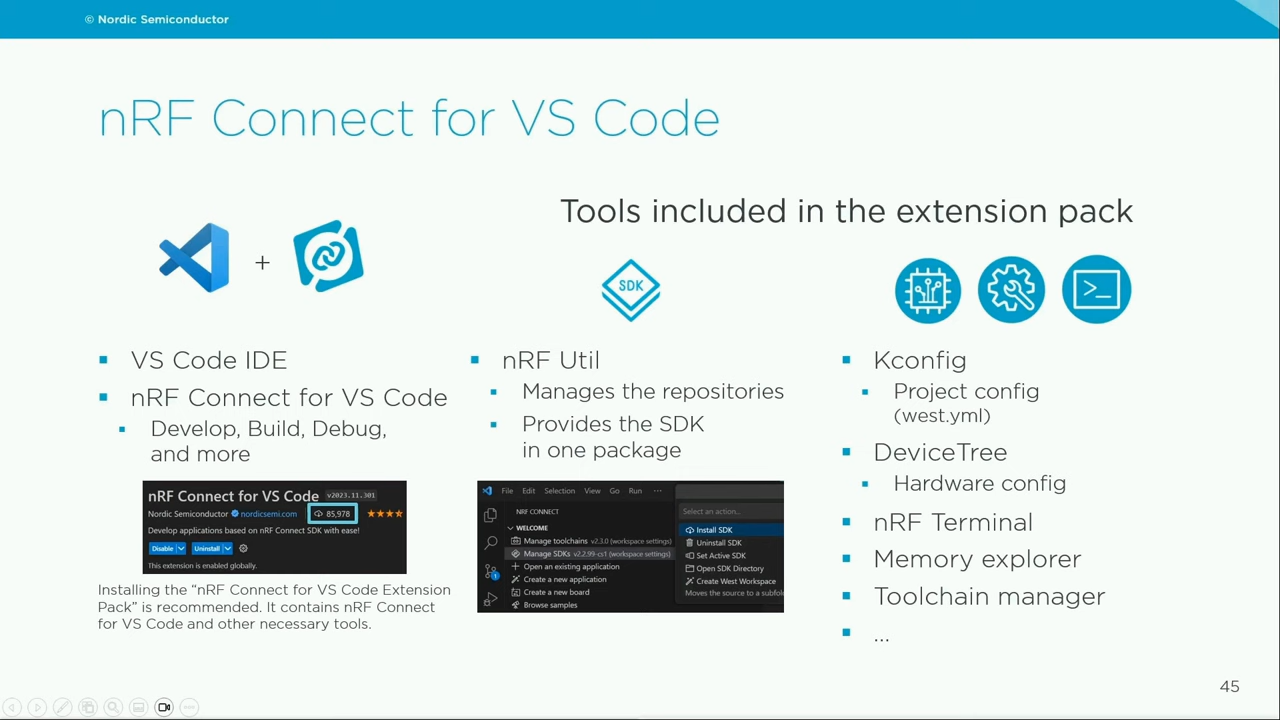 © Nordic Semiconductor
nRF Connect for VS Code
Tools included in the extension pack
+
SDK
>_
VS Code IDE
nRF Connect for VS Code
Develop, Build, Debug,
and more
nRF Connect for VS Code v2023.11.301
Nordic Semiconductor nordicsemi.com 85,978
Develop applications based on nRF Connect SDK with ease!
Disable Uninstall
This extension is enabled globally.
Installing the “nRF Connect for VS Code Extension
Pack” is recommended. It contains nRF Connect
for VS Code and other necessary tools.
nRF Util
Manages the repositories
Provides the SDK
in one package
File Edit Selection View Go Run ...
NRF CONNECT
WELCOME
Manage toolchains v2.3.0 (workspace settings)
Manage SDKs v2.2.99-cs1 (workspace settings)
Open an existing application
Create a new application
Create a new board
Browse samples
1
Select an action..
Install SDK
Uninstall SDK
Set Active SDK
Open SDK Directory
Create West Workspace
Moves the source to a subfol
Kconfig
Project config
(west.yml)
DeviceTree
Hardware config
nRF Terminal
Memory explorer
Toolchain manager
...
45